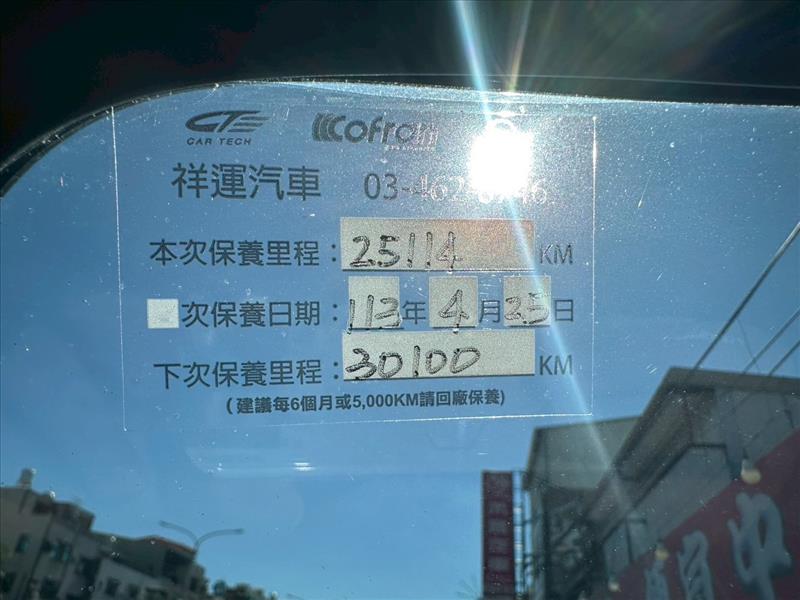 CAR TECH
Cofran
祥運汽車
本次保養里程：25114 KM
次保養日期：113年4月25日
下次保養里程：30100 KM
（建議每6個月或5,000KM請回廠保養）